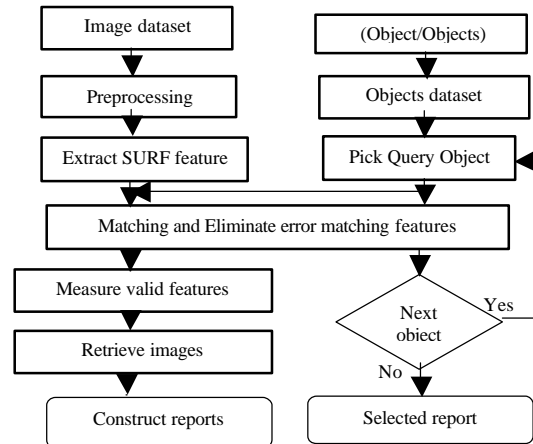 Image dataset
(Object/Objects)
Preprocessing
Objects dataset
Extract SURF feature
Pick Query Object
Matching and Eliminate error matching features
Measure valid features
Next
object
Yes
Retrieve images
No
Construct reports
Selected report